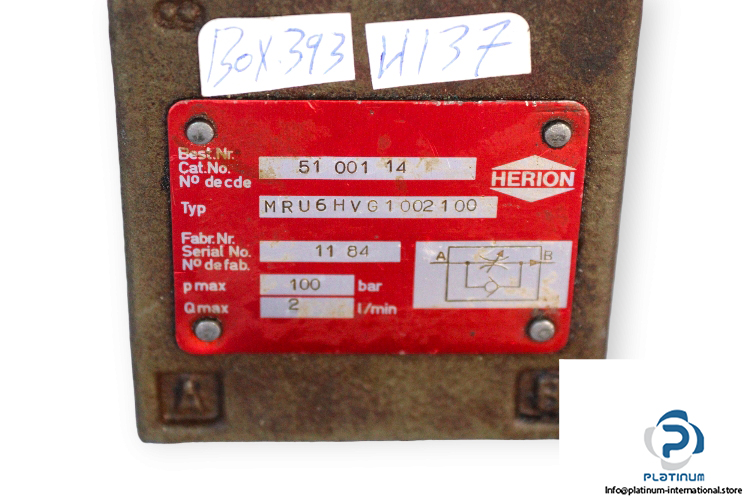 BOX.393
H137
Best.Nr.
Cat.No. 51 001 14
Nº de cde
HERION
Typ MRU6HVG1002100
Fabr.Nr.
Serial No. 11 84
Nº de fab.
A B
p max 100 bar
Q max 2 l/min
A
PLATINUM
Info@platinum-international.store